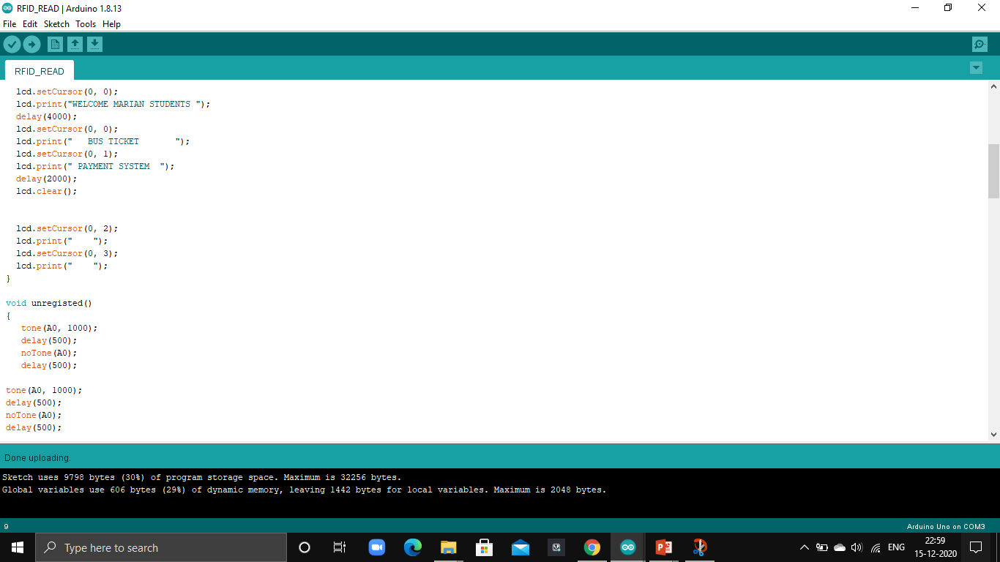 RFID_READ | Arduino 1.8.13
File Edit Sketch Tools Help
RFID_READ
lcd.setCursor(0, 0);
lcd.print("WELCOME MARIAN STUDENTS ");
delay(4000);
lcd.setCursor(0, 0);
lcd.print("   BUS TICKET       ");
lcd.setCursor(0, 1);
lcd.print(" PAYMENT SYSTEM  ");
delay(2000);
lcd.clear();
lcd.setCursor(0, 2);
lcd.print("    ");
lcd.setCursor(0, 3);
lcd.print("    ");
}
void unregisted()
{
tone(A0, 1000);
delay(500);
noTone(A0);
delay(500);
tone(A0, 1000);
delay(500);
noTone(A0);
delay(500);
Done uploading.
Sketch uses 9798 bytes (30%) of program storage space. Maximum is 32256 bytes.
Global variables use 606 bytes (29%) of dynamic memory, leaving 1442 bytes for local variables. Maximum is 2048 bytes.
9
Arduino Uno on COM3
Type here to search
ENG
22:59
15-12-2020